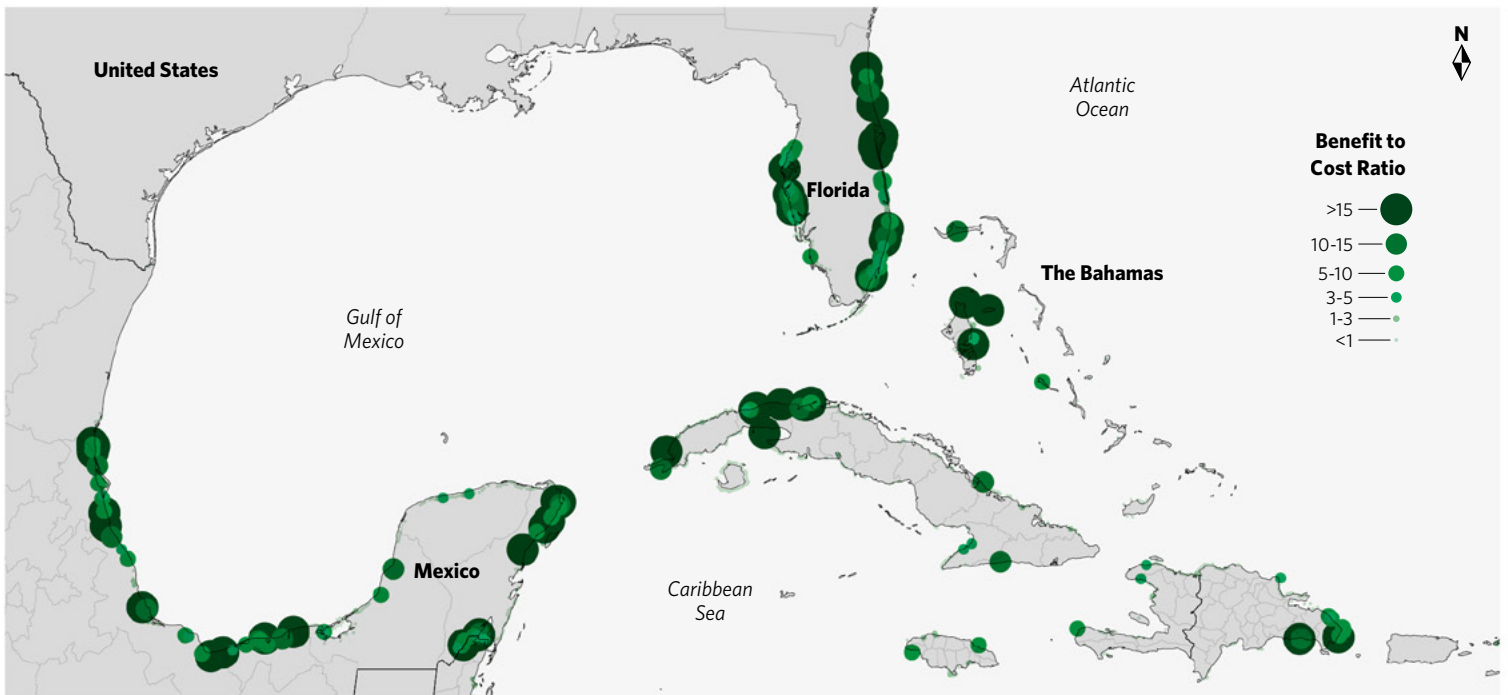 United States
Atlantic
Ocean
N
Benefit to
Cost Ratio
>15
10-15
5-10
3-5
1-3
<1
Florida
The Bahamas
Gulf of
Mexico
Mexico
Caribbean
Sea